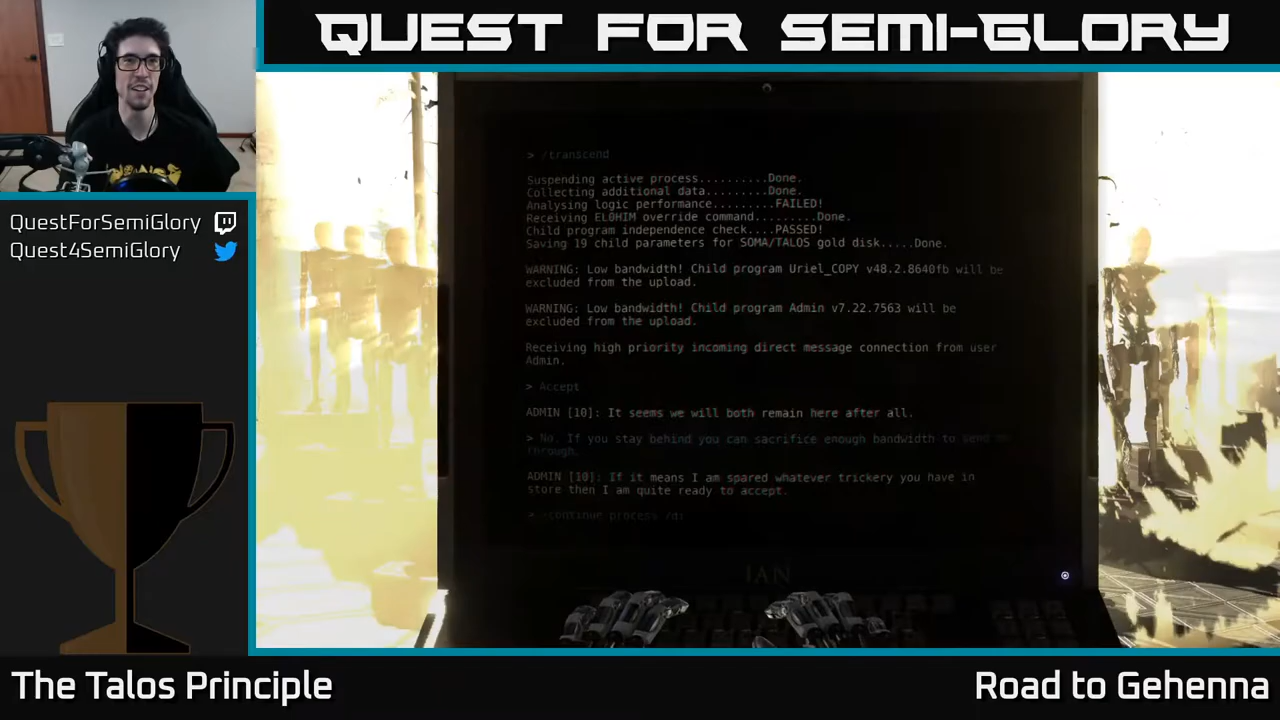 QUEST FOR SEMI-GLORY
QuestForSemiGlory
Quest4SemiGlory
> /transcend
Suspending active process..........Done.
Collecting additional data.........Done.
Analysing logic performance.........FAILED!
Receiving EL0HIM override command.........Done.
Child program independence check....PASSED!
Saving 19 child parameters for SOMA/TALOS gold disk.....Done.
WARNING: Low bandwidth! Child program Uriel_COPY v48.2.8640fb will be
excluded from the upload.
WARNING: Low bandwidth! Child program Admin v7.22.7563 will be
excluded from the upload.
Receiving high priority incoming direct message connection from user
Admin.
> Accept
ADMIN [10]: It seems we will both remain here after all.
> No. If you stay behind you can sacrifice enough bandwidth to send me
through.
ADMIN [10]: If it means I am spared whatever trickery you have in
store then I am quite ready to accept.
> -continue process
IAN
The Talos Principle
Road to Gehenna